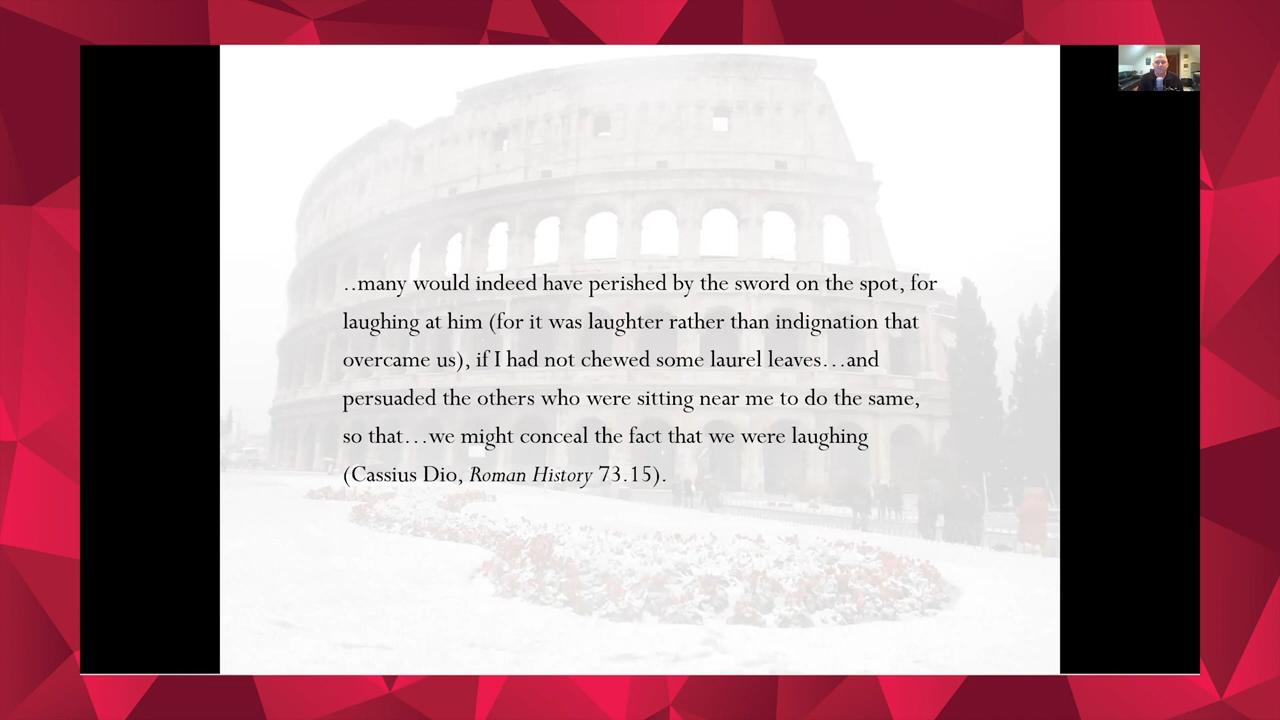 ..many would indeed have perished by the sword on the spot, for
laughing at him (for it was laughter rather than indignation that
overcame us), if I had not chewed some laurel leaves…and
persuaded the others who were sitting near me to do the same,
so that…we might conceal the fact that we were laughing
(Cassius Dio, Roman History 73.15).